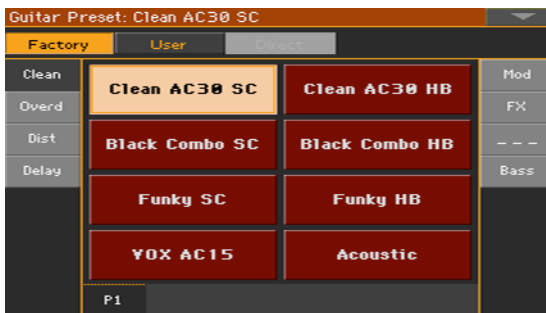 Guitar Preset: Clean AC30 SC
Factory User Direct
Clean Clean AC30 SC Clean AC30 HB Mod
Overd FX
Dist Black Combo SC Black Combo HB - - -
Delay Bass
Funky SC Funky HB
VOX AC15 Acoustic
P1